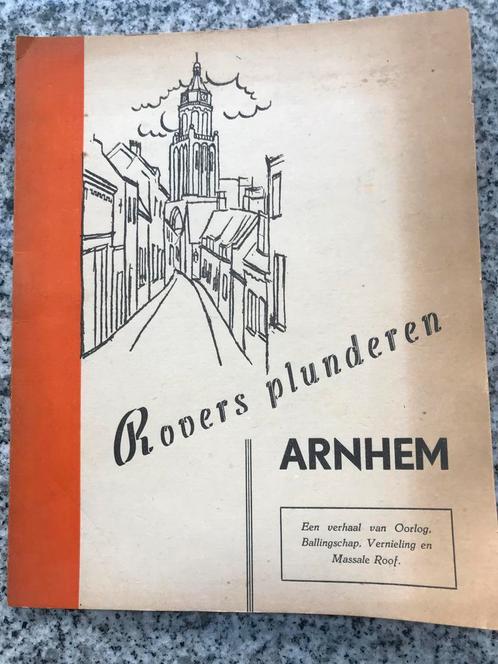 Rovers plunderen
ARNHEM
Een verhaal van Oorlog,
Ballingschap, Vernieling en
Massale Roof.